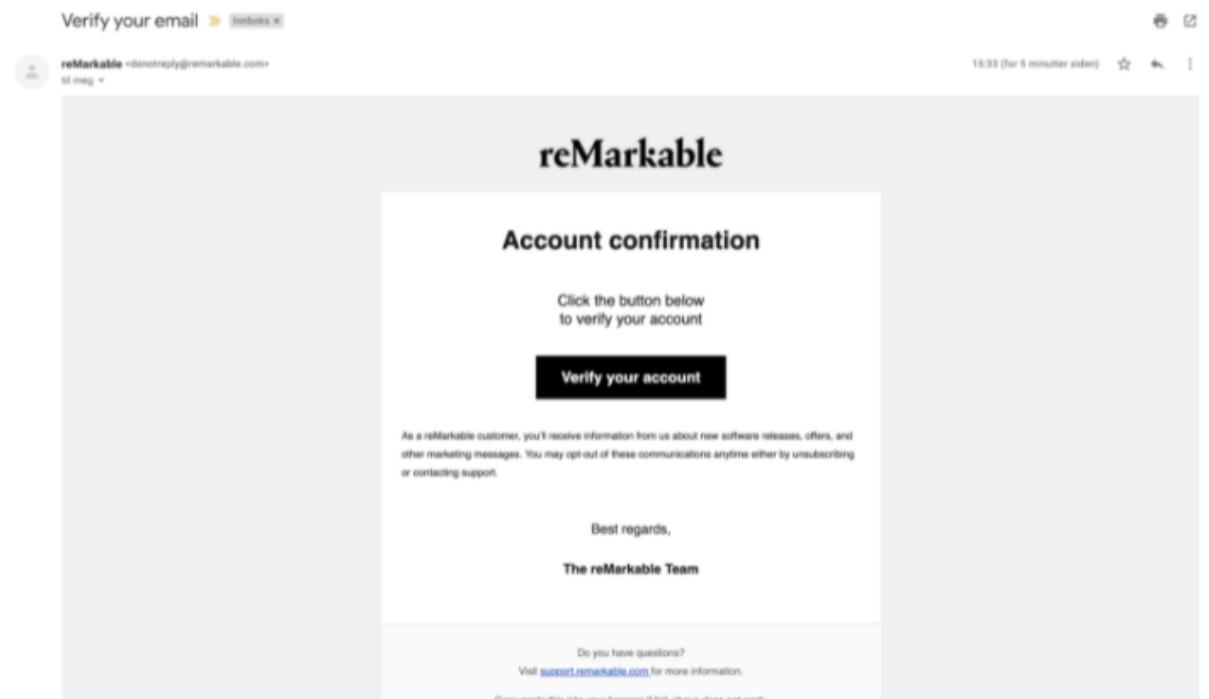 Verify your email
Innboks x
reMarkable <donotreply@remarkable.com>
til meg
15:33 (for 5 minutter siden)
reMarkable
Account confirmation
Click the button below
to verify your account
Verify your account
As a reMarkable customer, you'll receive information from us about new software releases, offers, and
other marketing messages. You may opt-out of these communications anytime either by unsubscribing
or contacting support.
Best regards,
The reMarkable Team
Do you have questions?
Visit support.remarkable.com for more information.